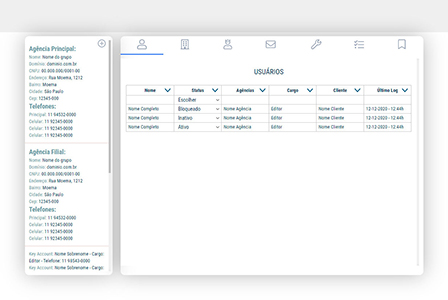 Agência Principal:
Nome: Nome do grupo
Domínio: dominio.com.br
CNPJ: 00.000.000/0001-00
Endereço: Rua Moema, 1212
Bairro: Moema
Cidade: São Paulo
Cep: 12345-008
Telefones:
Principal: 11 94532-0000
Celular: 11 92345-0000
Celular: 11 92345-0000
Celular: 11 92345-0000
Agência Filial:
Nome: Nome do grupo
Domínio: dominio.com.br
CNPJ: 00.000.000/0001-00
Endereço: Rua Moema, 1212
Bairro: Moema
Cidade: São Paulo
Cep: 12345-008
Telefones:
Principal: 11 94532-0000
Celular: 11 92345-0000
Celular: 11 92345-0000
Celular: 11 92345-0000
Key Account: Nome Sobrenome - Cargo:
Editor - Telefone: 11 98543-0000
Key Account: Nome Sobrenome - Cargo:
USUÁRIOS
Nome Status Agências Cargo Cliente Último Log
Escolher
Nome Completo Bloqueado Nome Agência Editor Nome Cliente 12-12-2020 - 12:44h
Nome Completo Inativo Nome Agência Editor Nome Cliente 12-12-2020 - 12:44h
Nome Completo Ativo Nome Agência Editor Nome Cliente 12-12-2020 - 12:44h